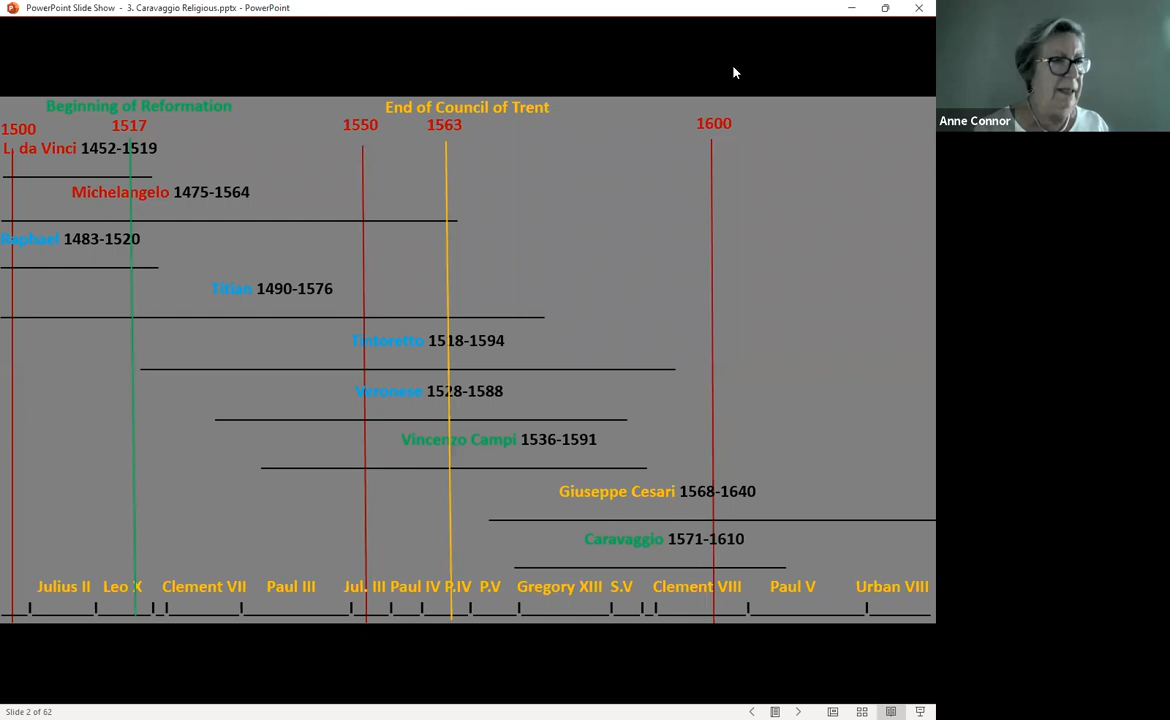 PowerPoint Slide Show - 3. Caravaggio Religious.pptx - PowerPoint
Anne Connor
Beginning of Reformation
End of Council of Trent
1500
1517
1550
1563
1600
L. da Vinci 1452-1519
Michelangelo 1475-1564
Raphael 1483-1520
Titian 1490-1576
Tintoretto 1518-1594
Veronese 1528-1588
Vincenzo Campi 1536-1591
Giuseppe Cesari 1568-1640
Caravaggio 1571-1610
Julius II Leo X Clement VII Paul III Jul. III Paul IV P.IV P.V Gregory XIII S.V Clement VIII Paul V Urban VIII
Slide 2 of 62